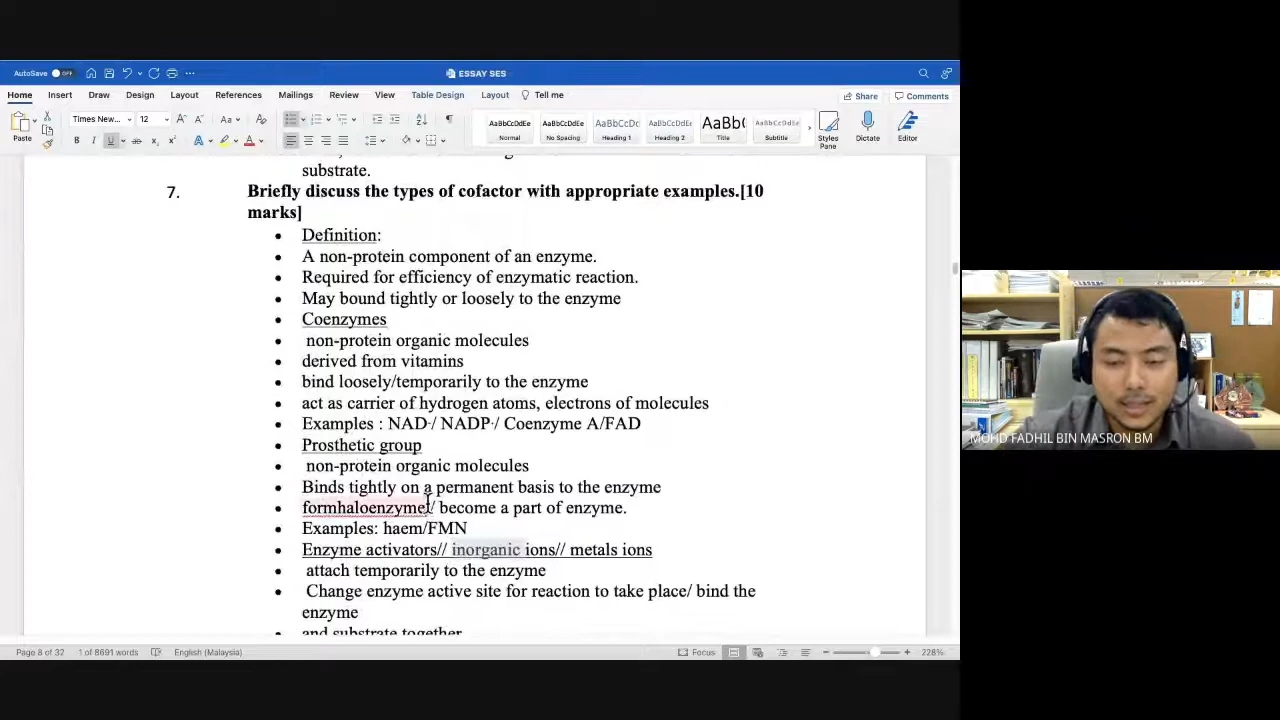 AutoSave OFF
ESSAY SES
Home Insert Draw Design Layout References Mailings Review View Table Design Layout Tell me
Share Comments
Paste
Times New... 12
AaBbCcDdEe Normal
AaBbCcDdEe No Spacing
AaBbCcDc Heading 1
AaBbCcDdEe Heading 2
AaBb( Title
AaBbCcDdEe Subtitle
Styles Pane
Dictate
Editor
substrate.
7. Briefly discuss the types of cofactor with appropriate examples.[10
marks]
• Definition:
• A non-protein component of an enzyme.
• Required for efficiency of enzymatic reaction.
• May bound tightly or loosely to the enzyme
• Coenzymes
• non-protein organic molecules
• derived from vitamins
• bind loosely/temporarily to the enzyme
• act as carrier of hydrogen atoms, electrons of molecules
• Examples : NAD / NADP / Coenzyme A/FAD
• Prosthetic group
• non-protein organic molecules
• Binds tightly on a permanent basis to the enzyme
• formhaloenzyme/ become a part of enzyme.
• Examples: haem/FMN
• Enzyme activators// inorganic ions// metals ions
• attach temporarily to the enzyme
• Change enzyme active site for reaction to take place/ bind the
enzyme
• and substrate together
MOHD FADHIL BIN MASRON BM
Page 8 of 32 1 of 8691 words English (Malaysia) Focus 228%